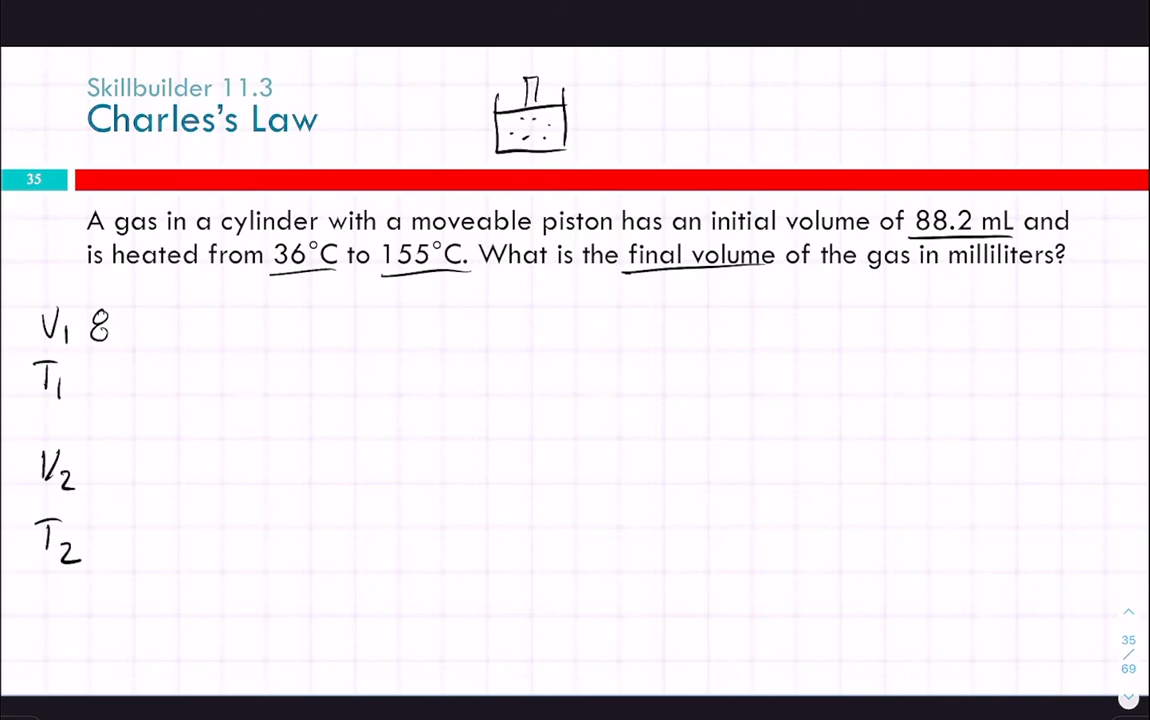 Skillbuilder 11.3
Charles's Law
35
A gas in a cylinder with a moveable piston has an initial volume of 88.2 mL and
is heated from 36°C to 155°C. What is the final volume of the gas in milliliters?
V₁ 8
T₁
V₂
T₂
35
/
69